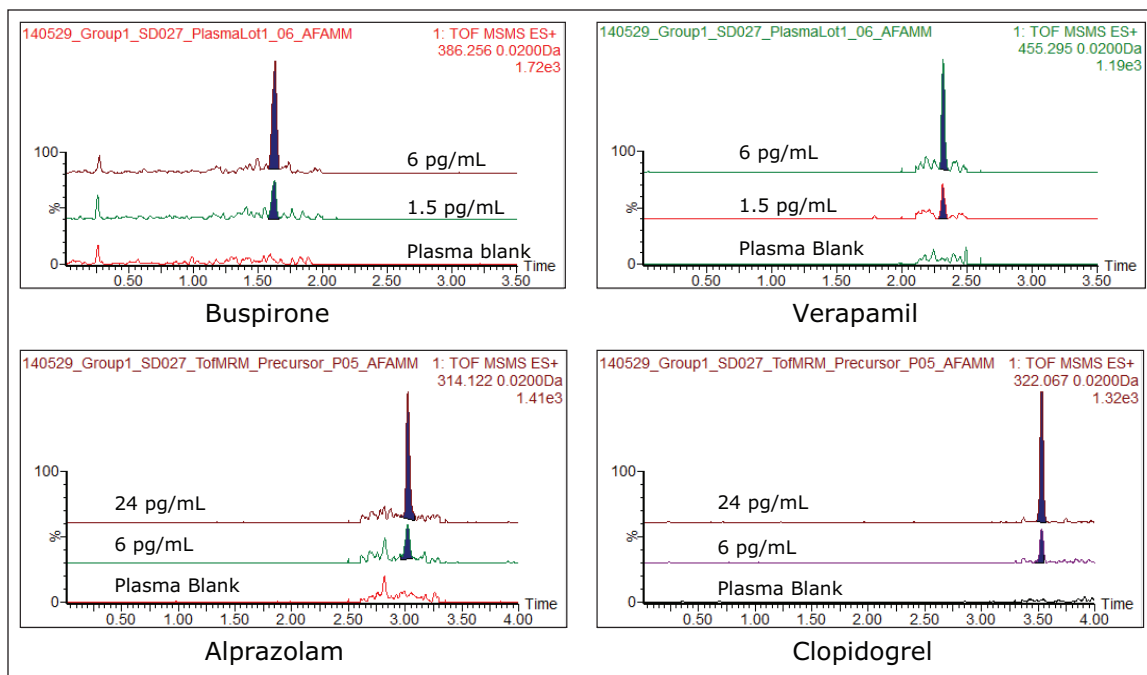 140529_Group1_SD027_PlasmaLot1_06_AFAMM 1: TOF MSMS ES+
386.256 0.0200Da
1.72e3
100
%
0
6 pg/mL
1.5 pg/mL
Plasma blank
Time
0.50 1.00 1.50 2.00 2.50 3.00 3.50
Buspirone
140529_Group1_SD027_PlasmaLot1_06_AFAMM 1: TOF MSMS ES+
455.295 0.0200Da
1.19e3
100
%
0
6 pg/mL
1.5 pg/mL
Plasma Blank
Time
0.50 1.00 1.50 2.00 2.50 3.00 3.50
Verapamil
140529_Group1_SD027_TofMRM_Precursor_P05_AFAMM 1: TOF MSMS ES+
314.122 0.0200Da
1.41e3
100
%
0
24 pg/mL
6 pg/mL
Plasma Blank
Time
0.50 1.00 1.50 2.00 2.50 3.00 3.50 4.00
Alprazolam
140529_Group1_SD027_TofMRM_Precursor_P05_AFAMM 1: TOF MSMS ES+
322.067 0.0200Da
1.32e3
100
%
0
24 pg/mL
6 pg/mL
Plasma Blank
Time
0.50 1.00 1.50 2.00 2.50 3.00 3.50 4.00
Clopidogrel